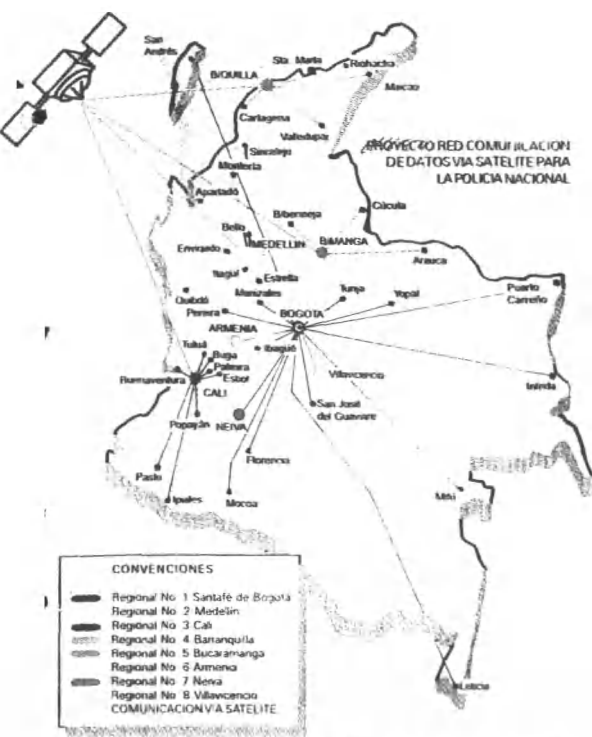 San
Andrés
B/QUILLA
Sta. Marta
Riohacha
Maicao
Cartagena
Valledupar
PROYECTO RED COMUNICACION
DE DATOS VIA SATELITE PARA
LA POLICIA NACIONAL
Sincelejo
Montería
Apartadó
Cúcuta
Bello
B/bermeja
MEDELLIN
B/MANGA
Envigado
Arauca
Itaguí
Estrella
Quibdó
Manizales
Tunja
Yopal
Puerto
Carreño
Pereira
BOGOTA
ARMENIA
Ibagué
Tuluá
Buga
Palmira
Buenaventura
CALI
Villavicencio
Inírida
San José
del Guaviare
Popayán
NEIVA
Florencia
Pasto
Ipiales
Mocoa
Mitú
Leticia
CONVENCIONES
Regional No 1 Santafé de Bogotá
Regional No 2 Medellín
Regional No 3 Cali
Regional No 4 Barranquilla
Regional No 5 Bucaramanga
Regional No 6 Armenia
Regional No 7 Neiva
Regional No 8 Villavicencio
COMUNICACION VIA SATELITE